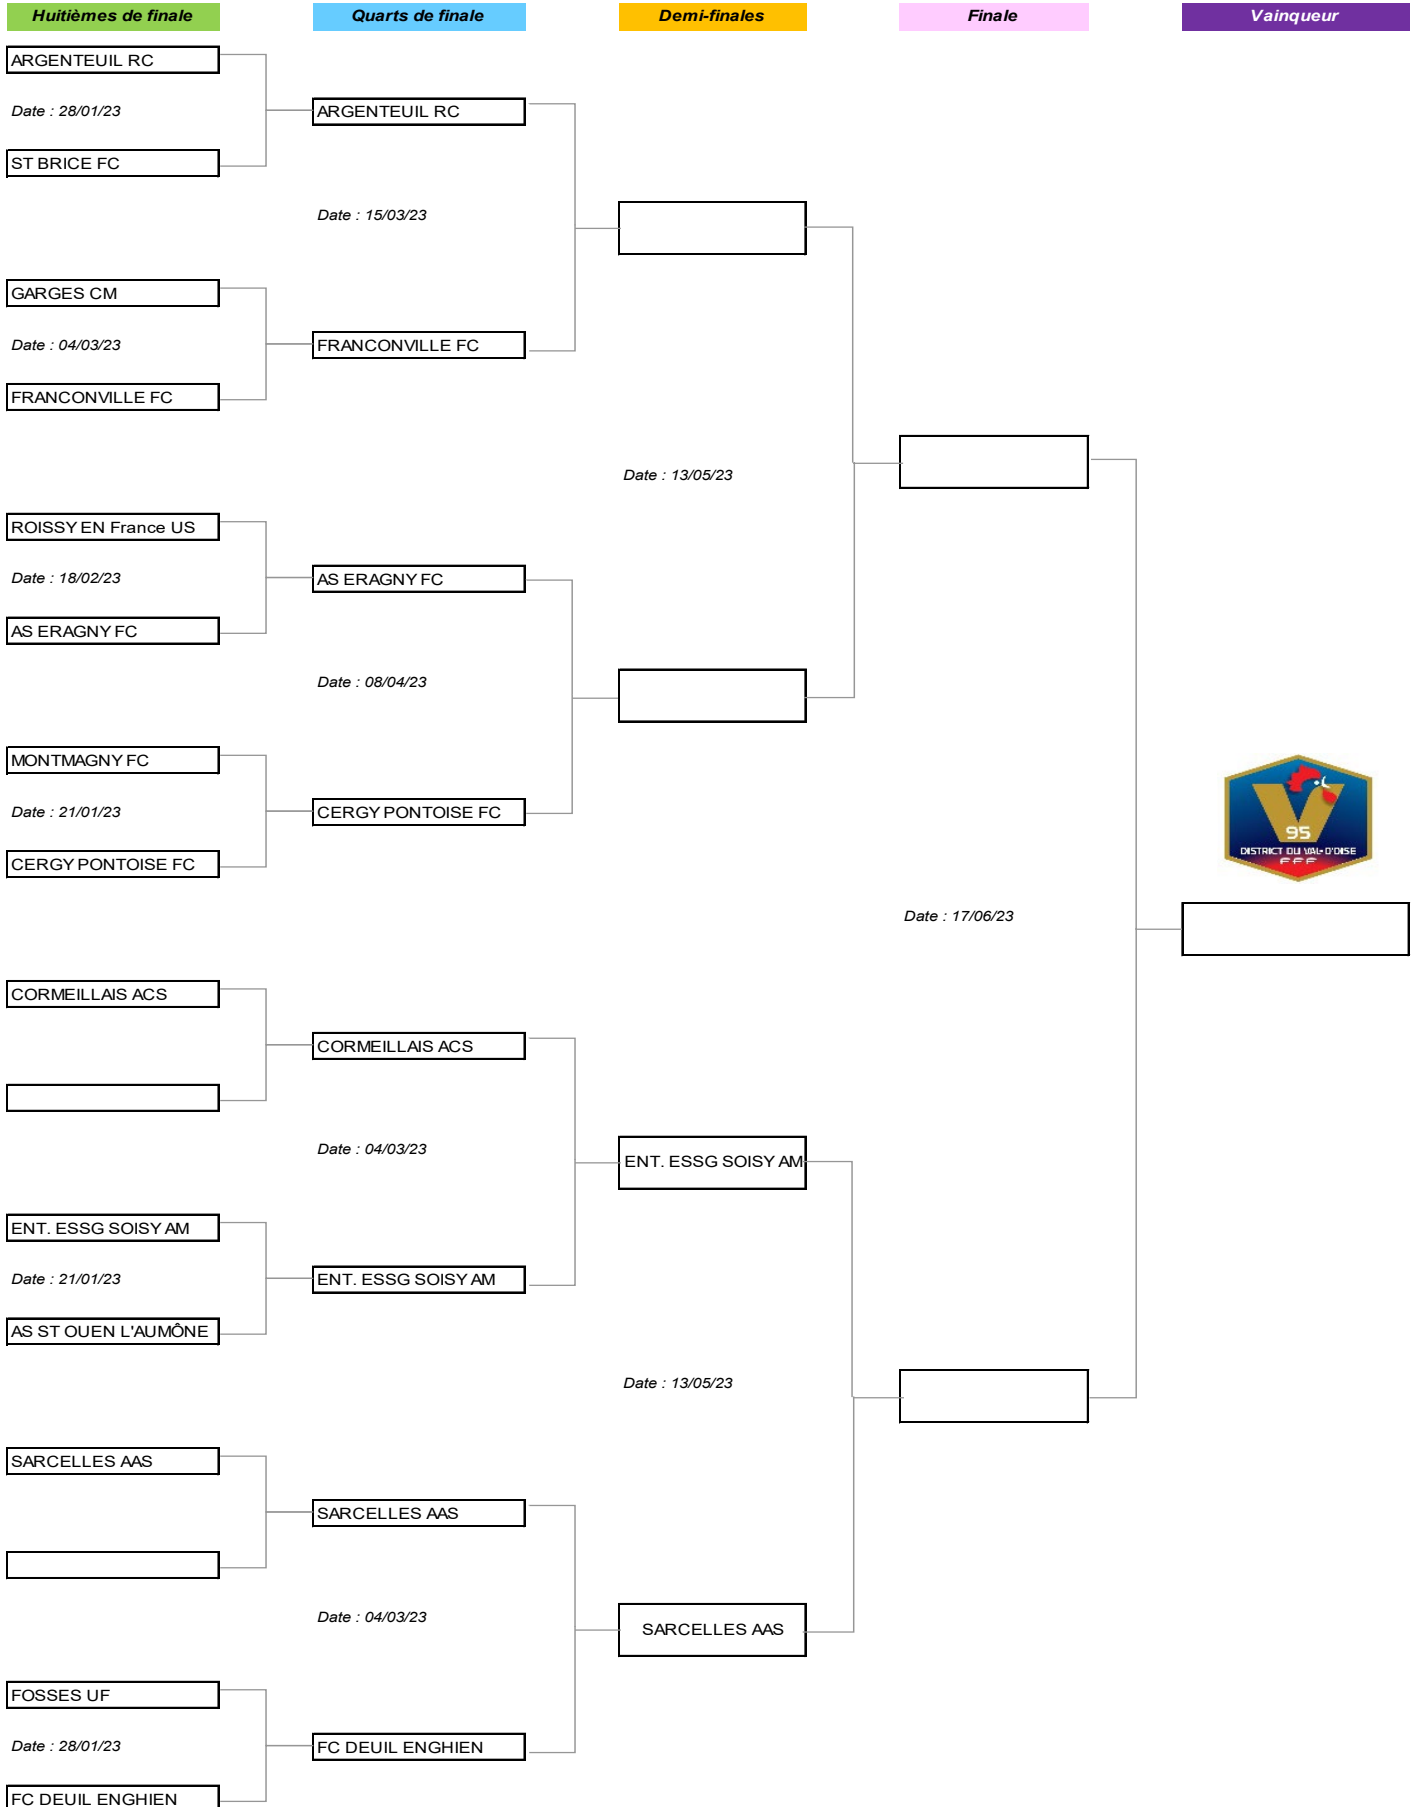 Huitièmes de finale
Quarts de finale
Demi-finales
Finale
Vainqueur
ARGENTEUIL RC
Date : 28/01/23
ARGENTEUIL RC
ST BRICE FC
Date : 15/03/23
GARGES CM
Date : 04/03/23
FRANCONVILLE FC
FRANCONVILLE FC
Date : 13/05/23
ROISSY EN France US
Date : 18/02/23
AS ERAGNY FC
AS ERAGNY FC
Date : 08/04/23
MONTMAGNY FC
Date : 21/01/23
CERGY PONTOISE FC
CERGY PONTOISE FC
95
DISTRICT DU VAL-D'OISE
FFF
Date : 17/06/23
CORMEILLAIS ACS
CORMEILLAIS ACS
Date : 04/03/23
ENT. ESSG SOISY AM
ENT. ESSG SOISY AM
Date : 21/01/23
ENT. ESSG SOISY AM
AS ST OUEN L'AUMÔNE
Date : 13/05/23
SARCELLES AAS
SARCELLES AAS
Date : 04/03/23
SARCELLES AAS
FOSSES UF
Date : 28/01/23
FC DEUIL ENGHIEN
FC DEUIL ENGHIEN